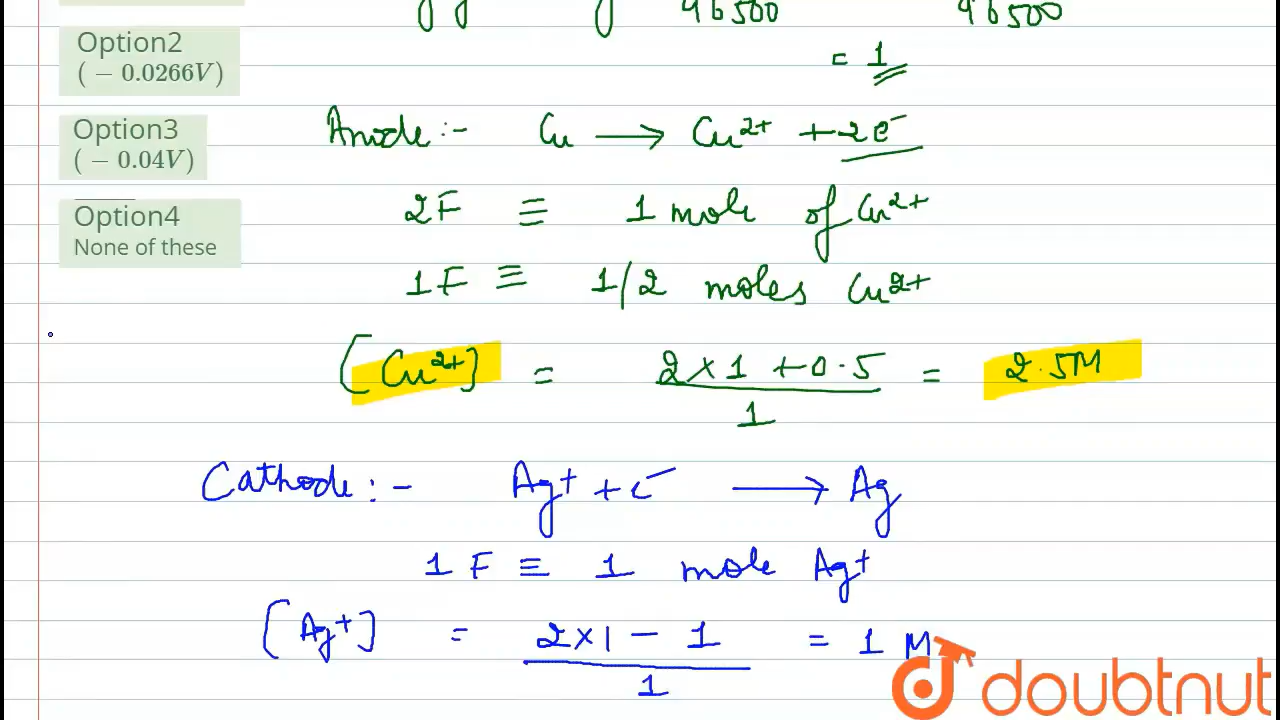 96500 96500
= 1
Option2
(−0.0266V)
Anode:- Cu ⟶ Cu²⁺ + 2e⁻
Option3
(−0.04V)
2F ≡ 1 mole of Cu²⁺
Option4
None of these
1F ≡ 1/2 moles Cu²⁺
[Cu²⁺] = 2×1+0.5 / 1 = 2.5M
Cathode:- Ag⁺ + e⁻ ⟶ Ag
1F ≡ 1 mole Ag⁺
[Ag⁺] = 2×1 − 1 / 1 = 1 M
doubtnut